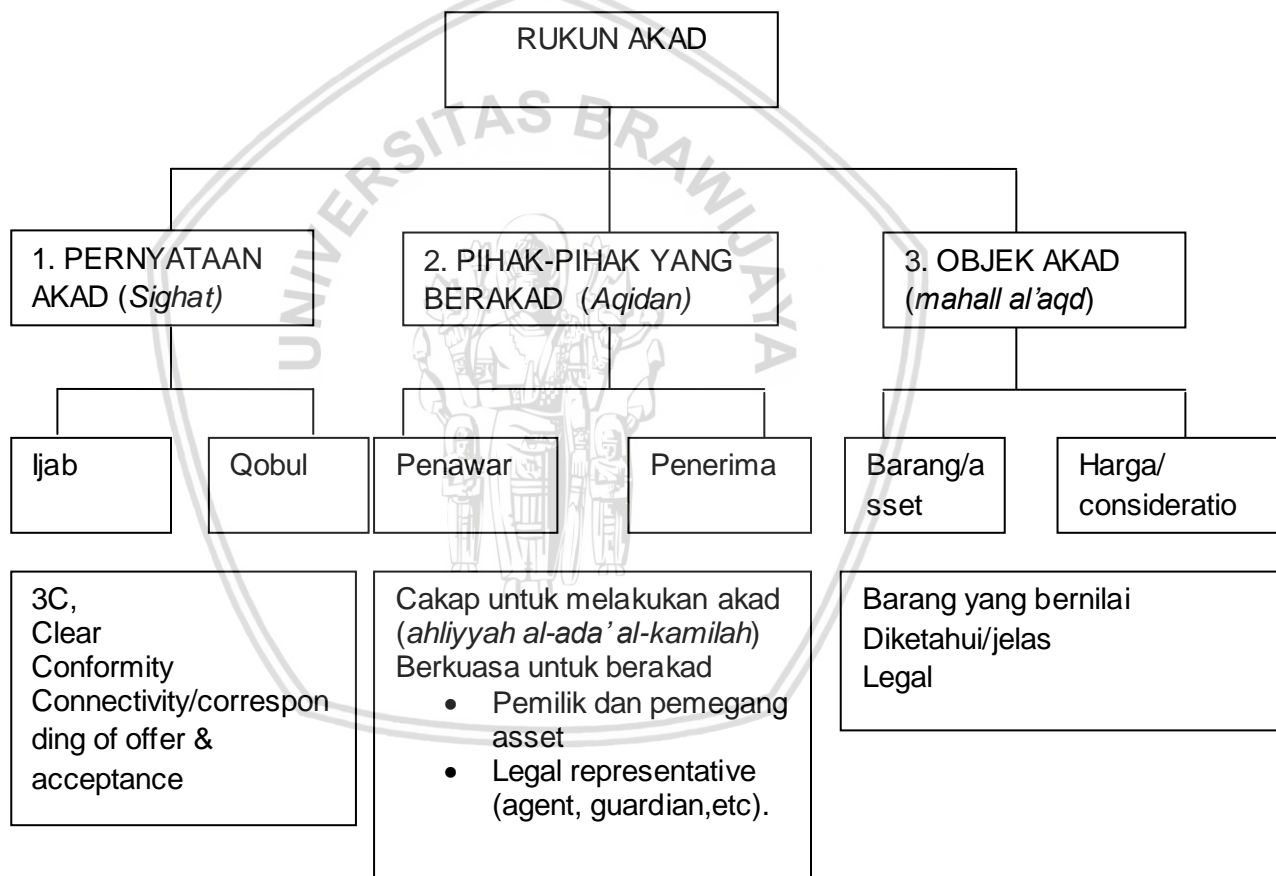 RUKUN AKAD
UNIVERSITAS BRAWIJAYA
1. PERNYATAAN
AKAD (Sighat)
2. PIHAK-PIHAK YANG
BERAKAD (Aqidan)
3. OBJEK AKAD
(mahall al’aqd)
Ijab
Qobul
Penawar
Penerima
Barang/a
sset
Harga/
consideratio
3C,
Clear
Conformity
Connectivity/correspon
ding of offer &
acceptance
Cakap untuk melakukan akad
(ahliyyah al-ada’ al-kamilah)
Berkuasa untuk berakad
• Pemilik dan pemegang
asset
• Legal representative
(agent, guardian,etc).
Barang yang bernilai
Diketahui/jelas
Legal